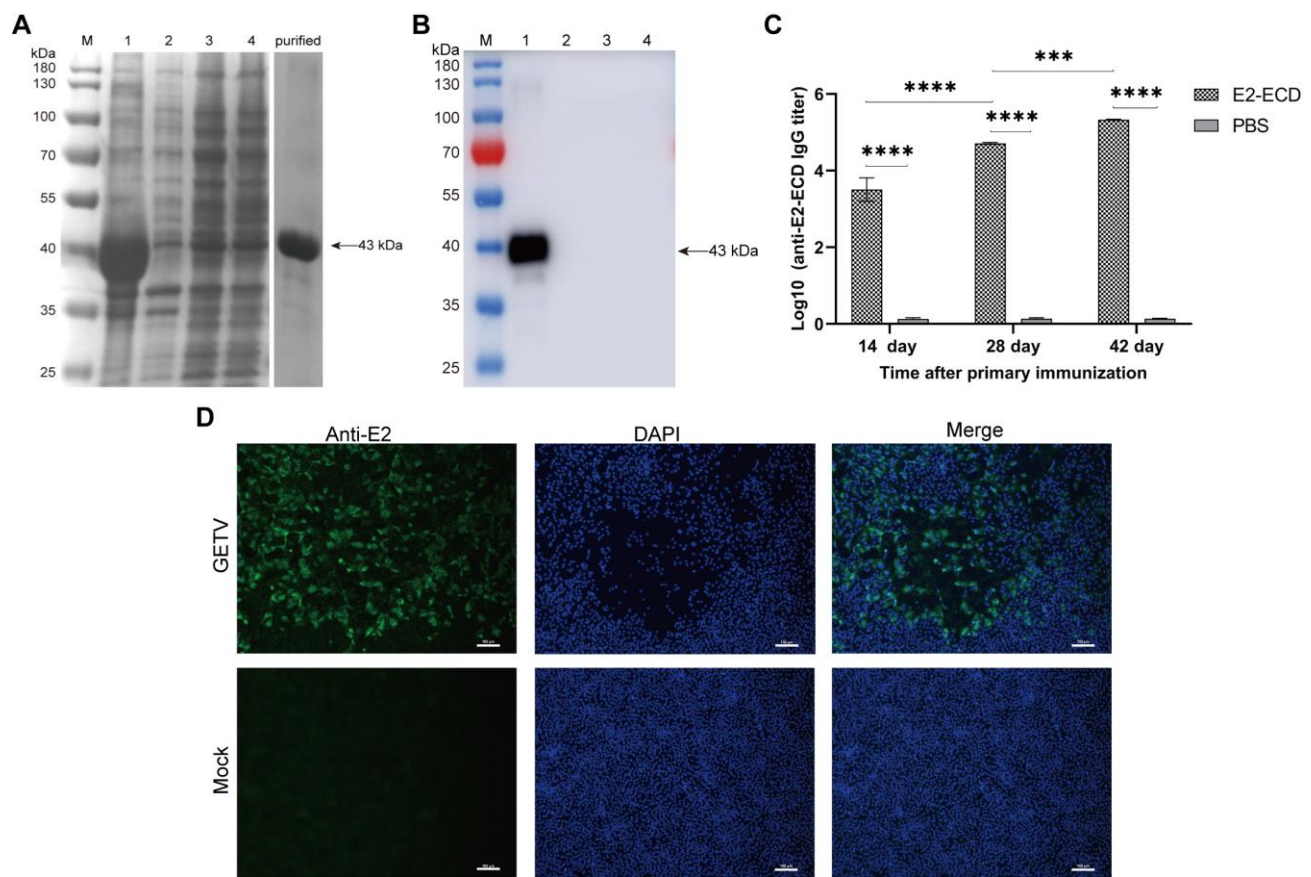 A
M 1 2 3 4 purified
kDa
180
130
100
70
55
40
35
25
43 kDa
B
M 1 2 3 4
kDa
180
130
100
70
55
40
35
25
43 kDa
C
Log10 (anti-E2-ECD IgG titer)
6
4
2
0
**** ***
**** **** ****
14 day 28 day 42 day
Time after primary immunization
E2-ECD
PBS
D
Anti-E2 DAPI Merge
GETV
Mock